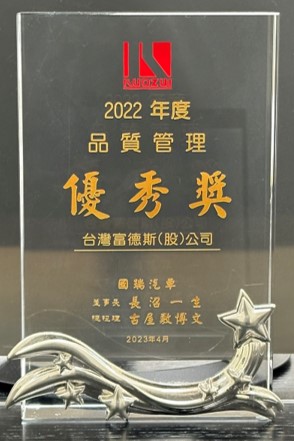 2022 年度
品質管理
優秀獎
台灣富德斯(股)公司
國瑞汽車
董事長 長沼一生
總經理 古屋敷博文
2023年4月